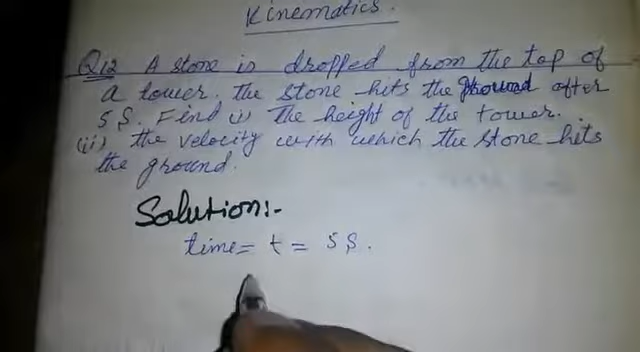 Kinematics.
Q12 A stone is dropped from the top of
a tower. the stone hits the ground after
5 S. Find (i) the height of the tower.
(ii) the velocity with which the stone hits
the ground.
Solution:-
time = t = 5 S.